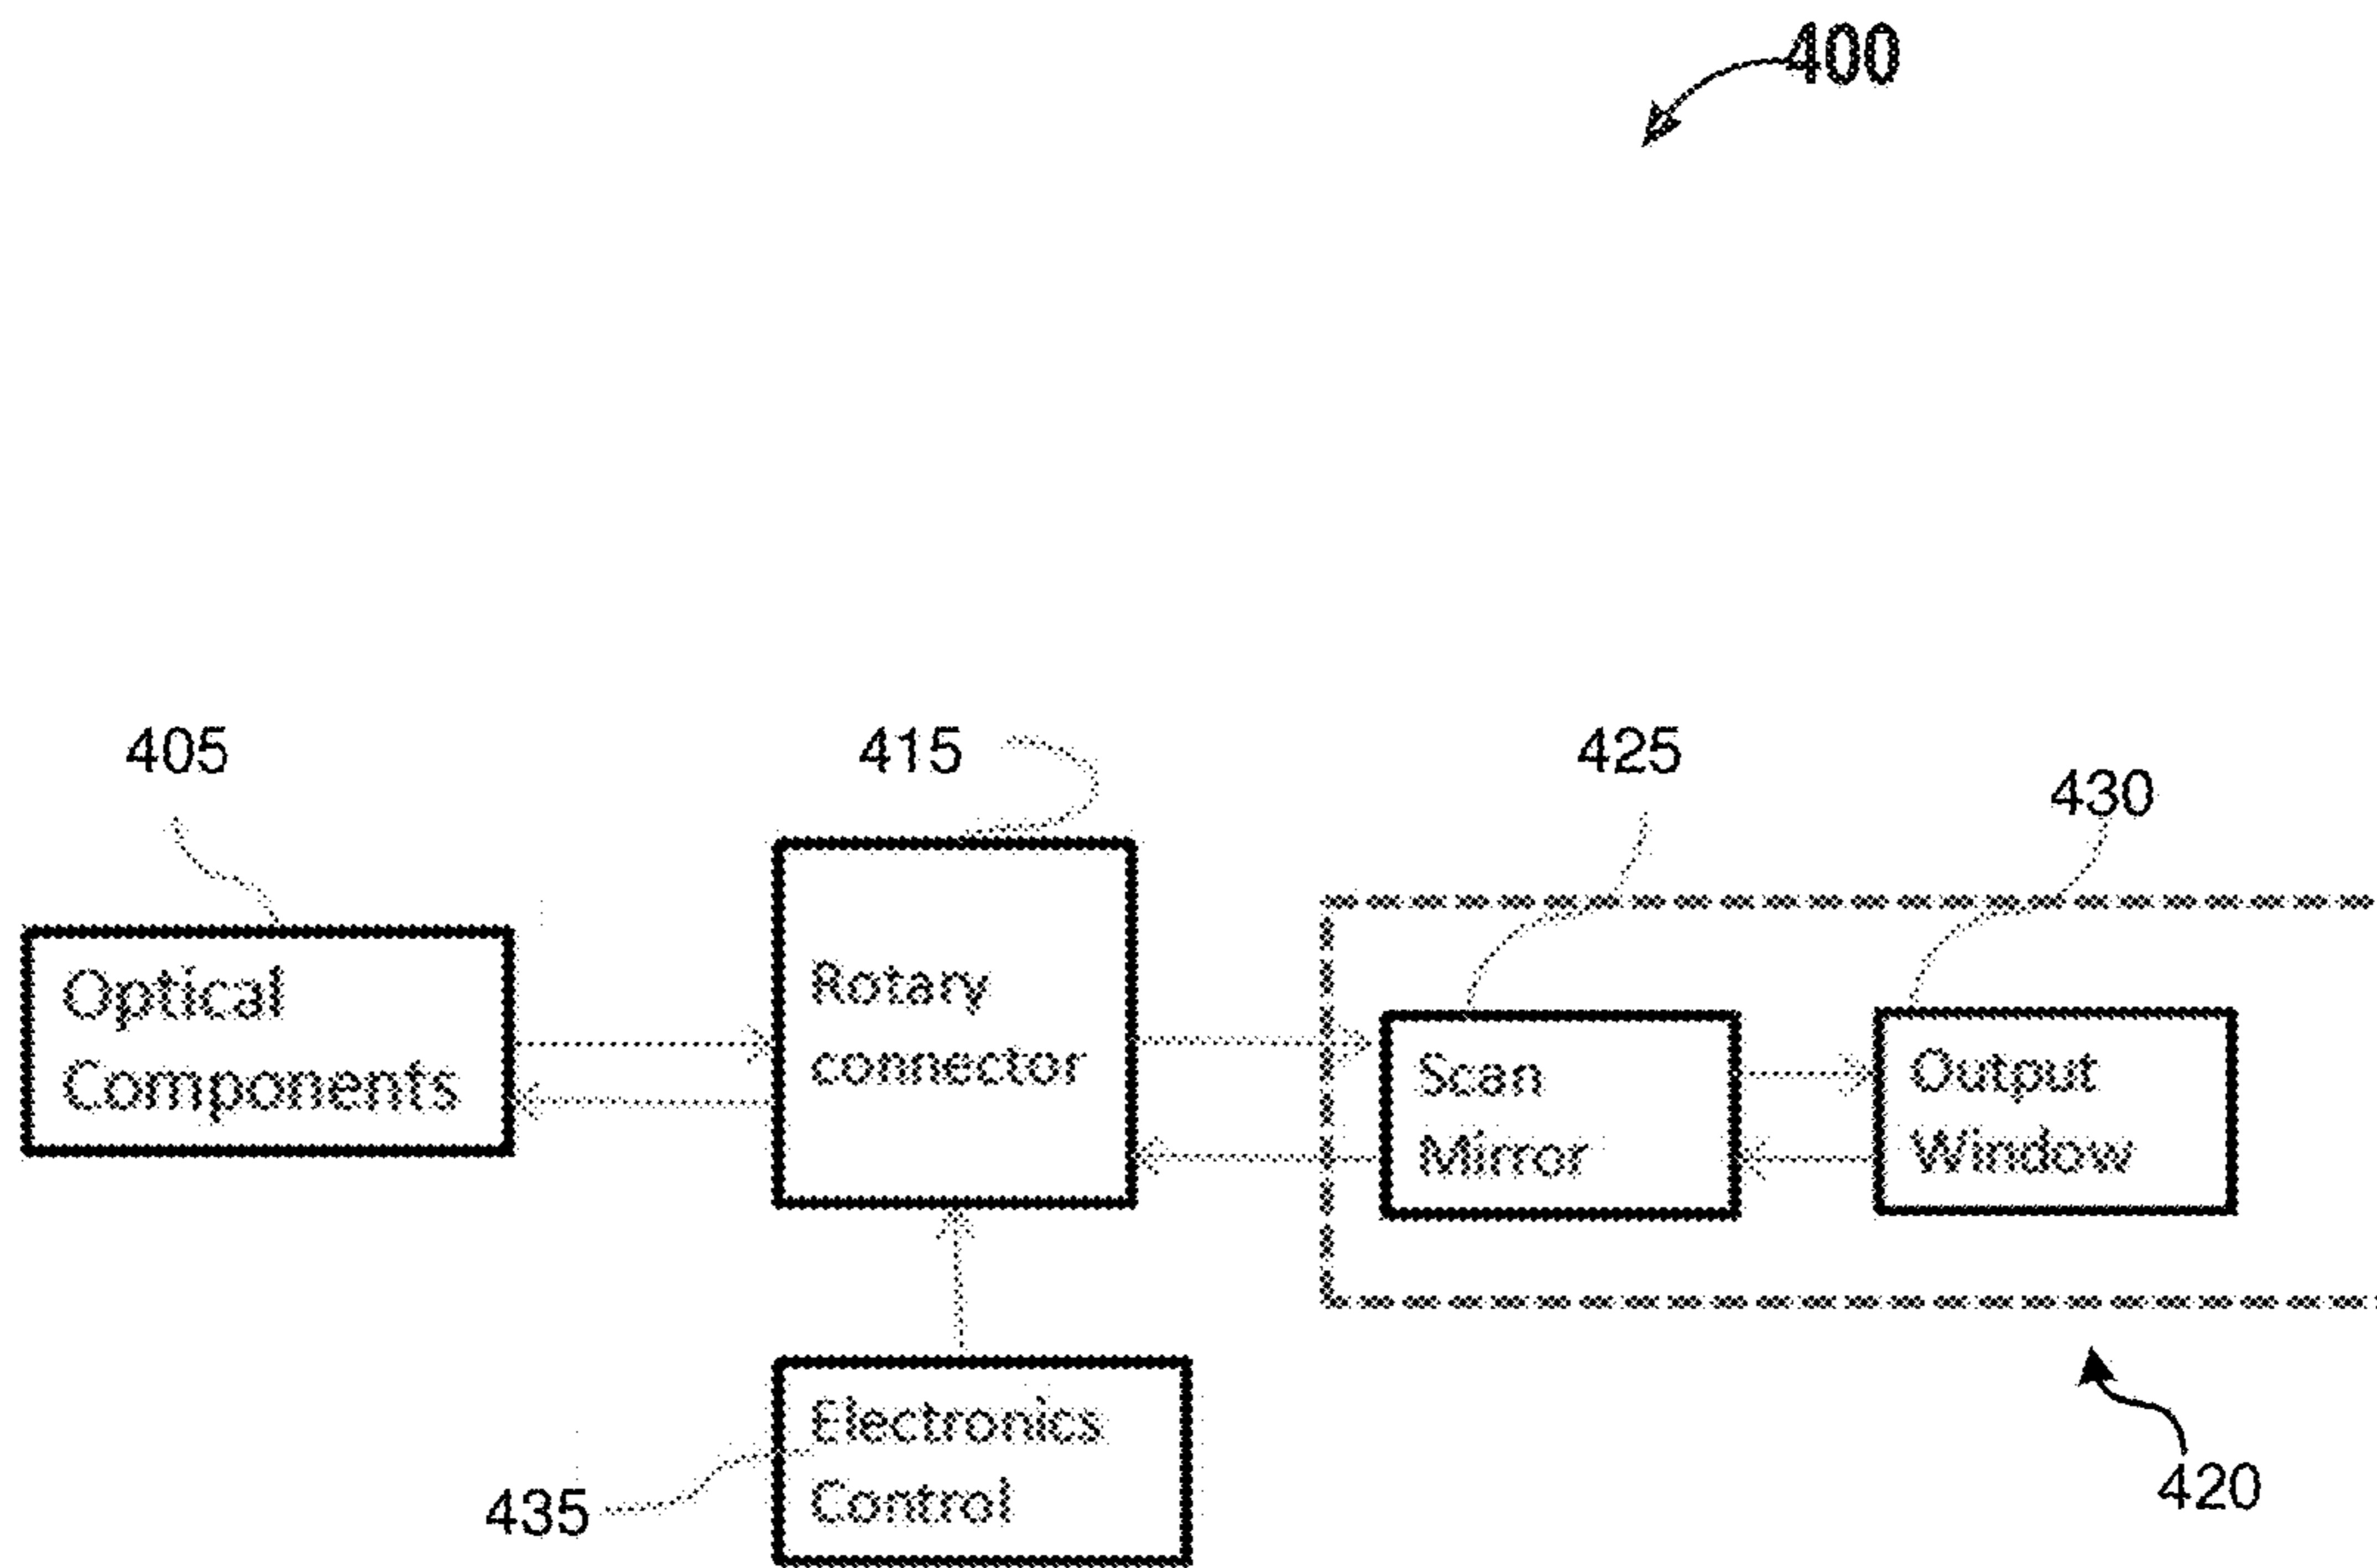 400
405
415
425
430
Optical
Components
Rotary
connector
Scan
Mirror
Output
Window
Electronics
Control
435
420